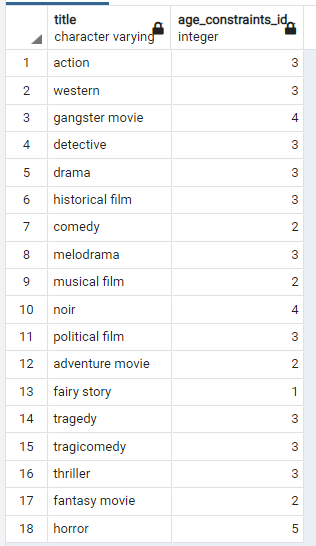 title age_constraints_id
character varying integer
1 action 3
2 western 3
3 gangster movie 4
4 detective 3
5 drama 3
6 historical film 3
7 comedy 2
8 melodrama 3
9 musical film 2
10 noir 4
11 political film 3
12 adventure movie 2
13 fairy story 1
14 tragedy 3
15 tragicomedy 3
16 thriller 3
17 fantasy movie 2
18 horror 5